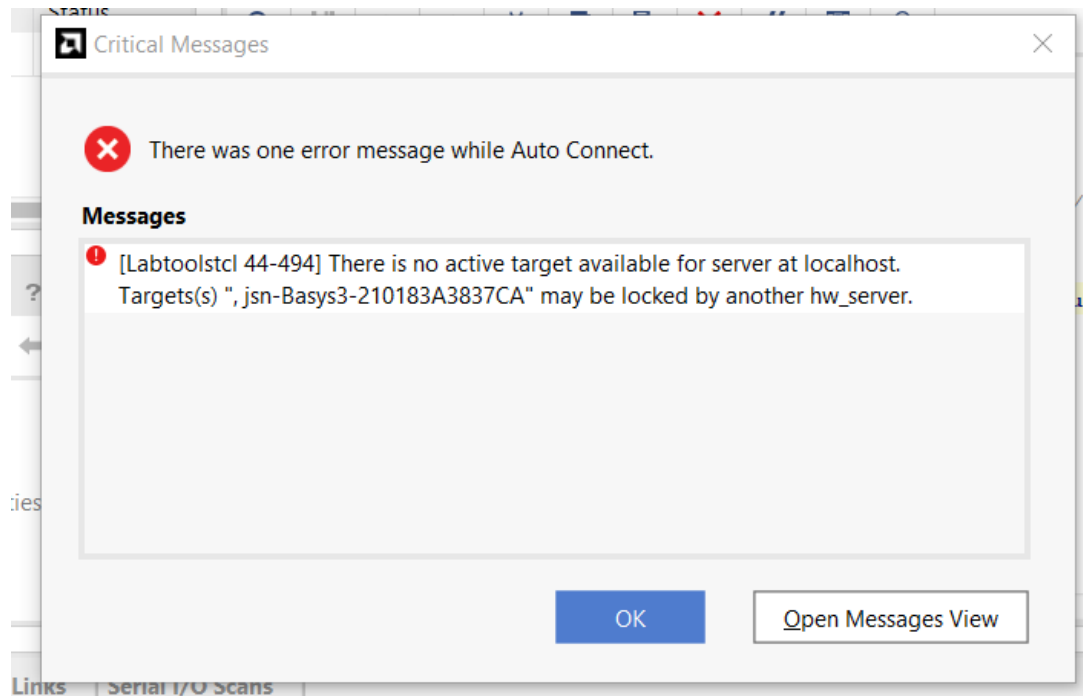 Status
Critical Messages
There was one error message while Auto Connect.
Messages
[Labtoolstcl 44-494] There is no active target available for server at localhost.
Targets(s) ", jsn-Basys3-210183A3837CA" may be locked by another hw_server.
?
ties
OK
Open Messages View
Links
Serial I/O Scans